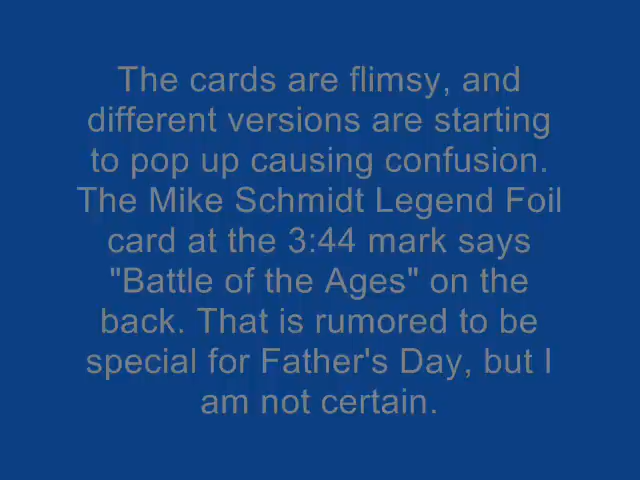 The cards are flimsy, and
different versions are starting
to pop up causing confusion.
The Mike Schmidt Legend Foil
card at the 3:44 mark says
"Battle of the Ages" on the
back. That is rumored to be
special for Father's Day, but I
am not certain.